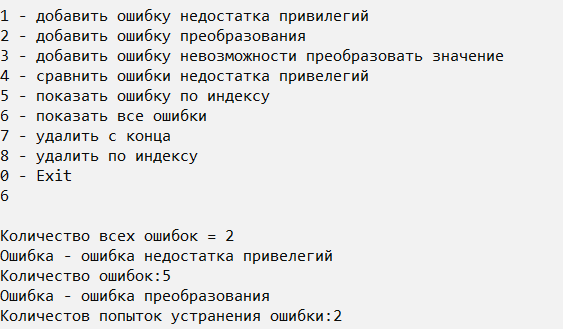 1 - добавить ошибку недостатка привилегий
2 - добавить ошибку преобразования
3 - добавить ошибку невозможности преобразовать значение
4 - сравнить ошибки недостатка привелегий
5 - показать ошибку по индексу
6 - показать все ошибки
7 - удалить с конца
8 - удалить по индексу
0 - Exit
6
Количество всех ошибок = 2
Ошибка - ошибка недостатка привелегий
Количество ошибок:5
Ошибка - ошибка преобразования
Количестов попыток устранения ошибки:2